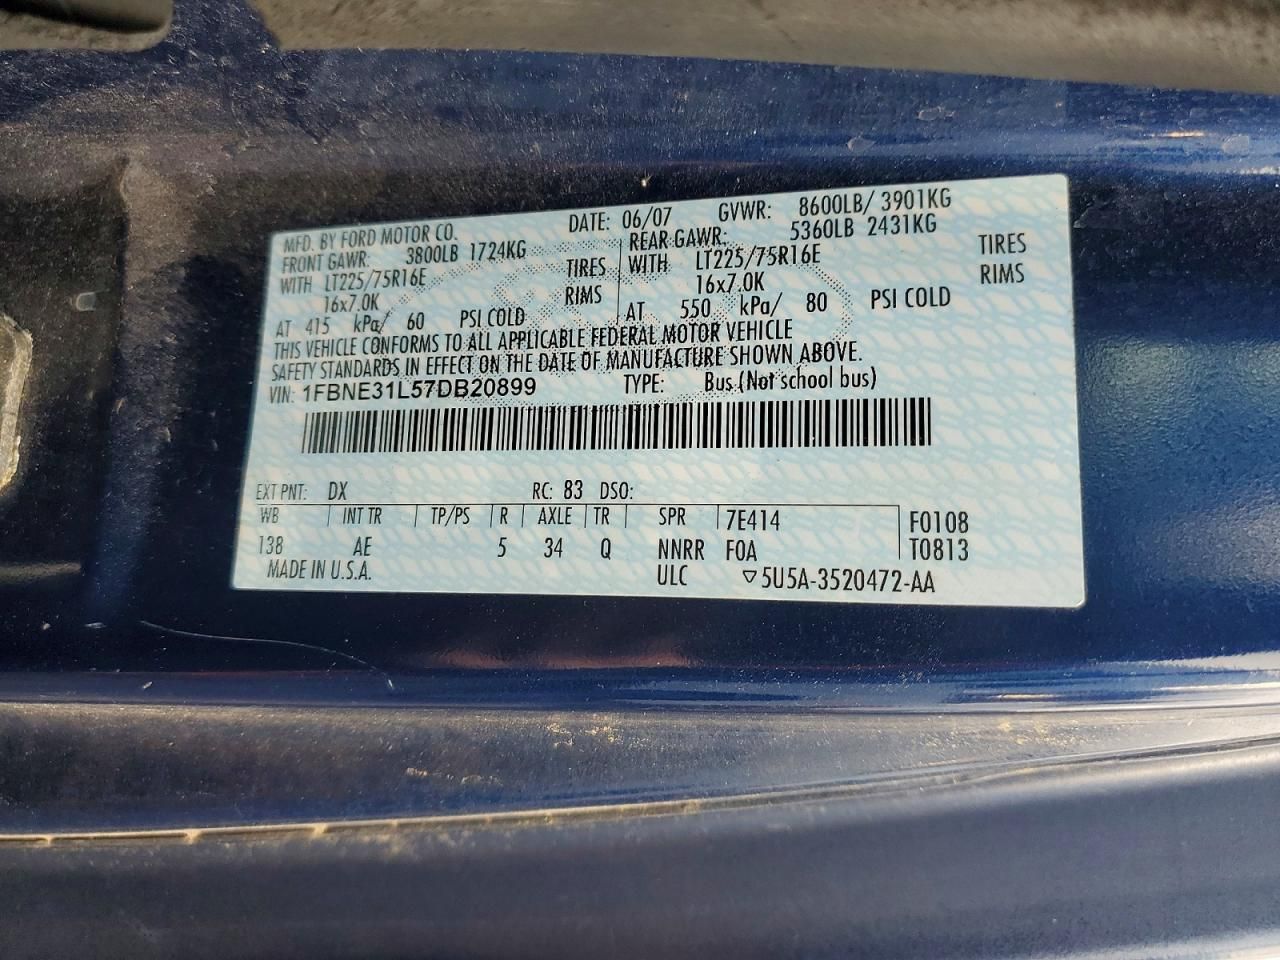 MFD. BY FORD MOTOR CO. DATE: 06/07 GVWR: 8600LB/ 3901KG
FRONT GAWR: 3800LB 1724KG REAR GAWR: 5360LB 2431KG
WITH LT225/75R16E TIRES WITH LT225/75R16E TIRES
16x7.0K RIMS 16x7.0K RIMS
AT 415 kPa/ 60 PSI COLD AT 550 kPa/ 80 PSI COLD
THIS VEHICLE CONFORMS TO ALL APPLICABLE FEDERAL MOTOR VEHICLE
SAFETY STANDARDS IN EFFECT ON THE DATE OF MANUFACTURE SHOWN ABOVE.
VIN: 1FBNE31L57DB20899 TYPE: Bus (Not school bus)
EXT PNT: DX RC: 83 DSO:
WB INT TR TP/PS R AXLE TR SPR 7E414 F0108
138 AE 5 34 Q NNRR FOA T0813
MADE IN U.S.A. ULC ▽5U5A-3520472-AA